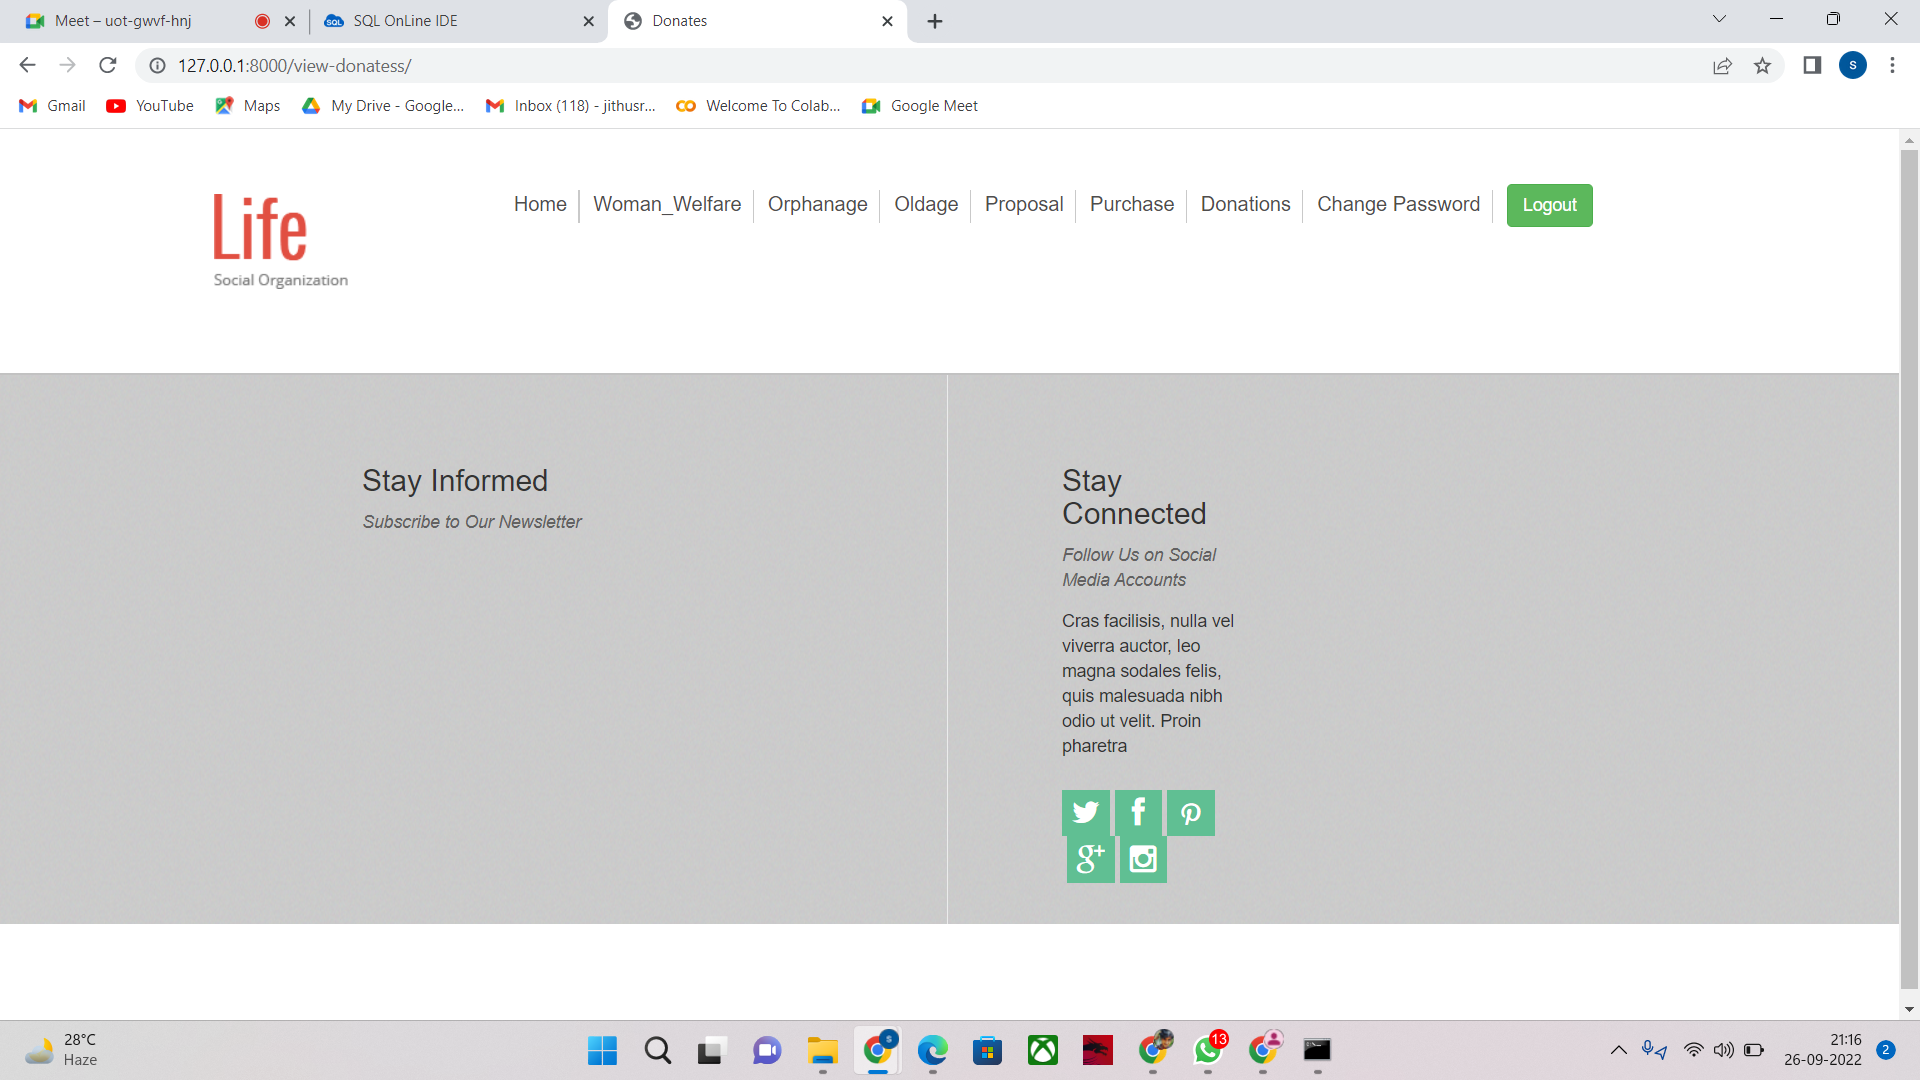 Meet – uot-gwvf-hnj
SQL OnLine IDE
Donates
127.0.0.1:8000/view-donatess/
S
Gmail
YouTube
Maps
My Drive - Google...
Inbox (118) - jithusr...
Welcome To Colab...
Google Meet
Life
Social Organization
Home
Woman_Welfare
Orphanage
Oldage
Proposal
Purchase
Donations
Change Password
Logout
Stay Informed
Subscribe to Our Newsletter
Stay
Connected
Follow Us on Social
Media Accounts
Cras facilisis, nulla vel
viverra auctor, leo
magna sodales felis,
quis malesuada nibh
odio ut velit. Proin
pharetra
28°C
Haze
13
21:16
26-09-2022
2